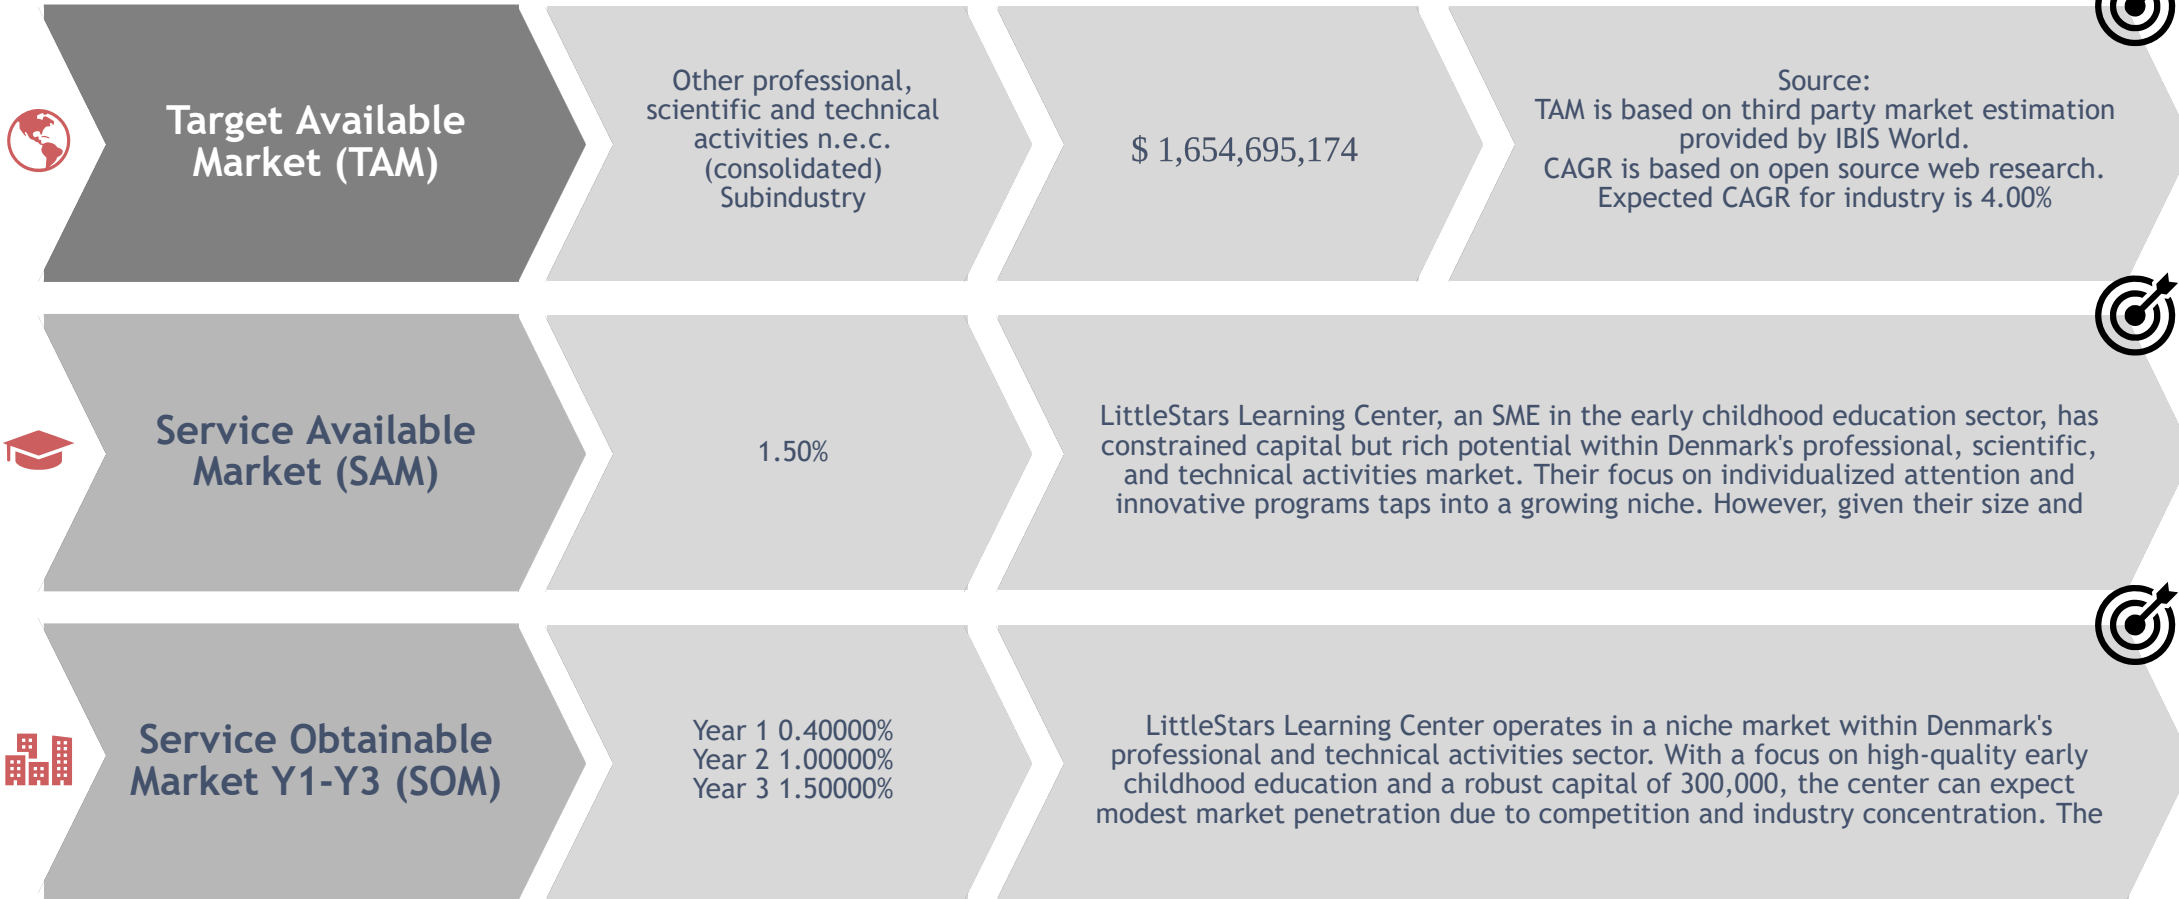 Target Available
Market (TAM)
Other professional,
scientific and technical
activities n.e.c.
(consolidated)
Subindustry
$ 1,654,695,174
Source:
TAM is based on third party market estimation
provided by IBIS World.
CAGR is based on open source web research.
Expected CAGR for industry is 4.00%
Service Available
Market (SAM)
1.50%
LittleStars Learning Center, an SME in the early childhood education sector, has
constrained capital but rich potential within Denmark's professional, scientific,
and technical activities market. Their focus on individualized attention and
innovative programs taps into a growing niche. However, given their size and
Service Obtainable
Market Y1-Y3 (SOM)
Year 1 0.40000%
Year 2 1.00000%
Year 3 1.50000%
LittleStars Learning Center operates in a niche market within Denmark's
professional and technical activities sector. With a focus on high-quality early
childhood education and a robust capital of 300,000, the center can expect
modest market penetration due to competition and industry concentration. The